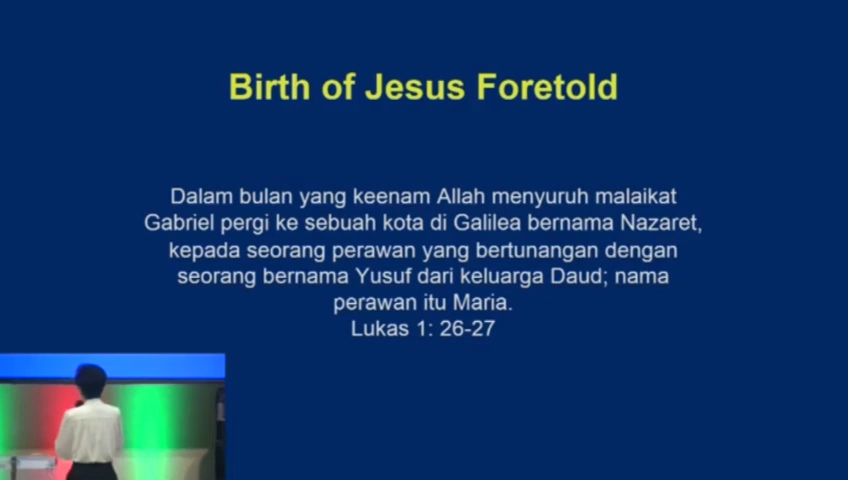 Birth of Jesus Foretold
Dalam bulan yang keenam Allah menyuruh malaikat
Gabriel pergi ke sebuah kota di Galilea bernama Nazaret,
kepada seorang perawan yang bertunangan dengan
seorang bernama Yusuf dari keluarga Daud; nama
perawan itu Maria.
Lukas 1: 26-27